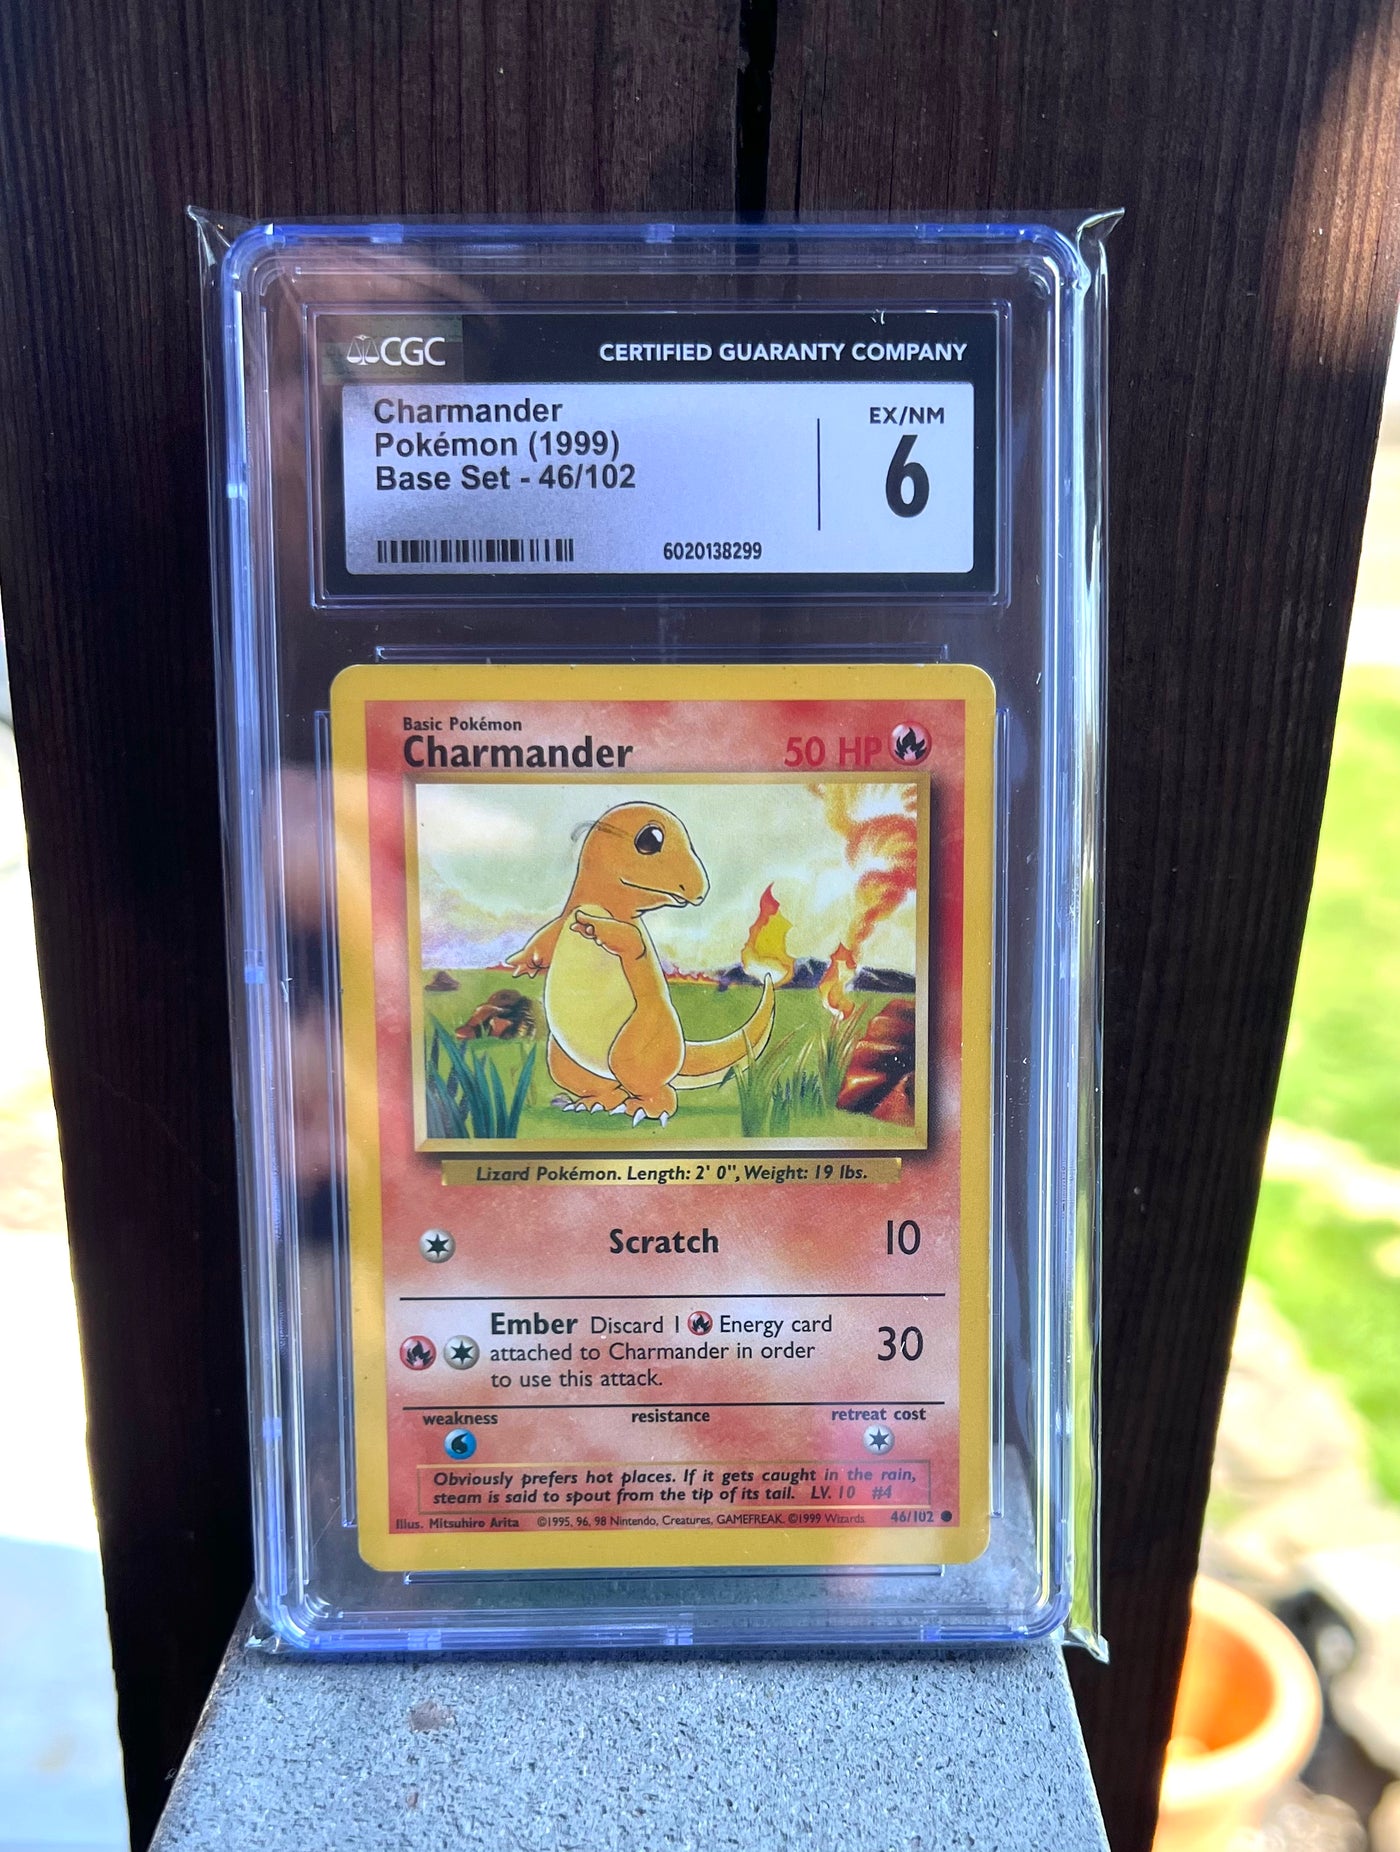 CGC
CERTIFIED GUARANTY COMPANY
Charmander
Pokémon (1999)
Base Set - 46/102
EX/NM
6
6020138299
Basic Pokémon
Charmander
50 HP
Lizard Pokémon. Length: 2' 0", Weight: 19 lbs.
Scratch 10
Ember Discard 1 Energy card
attached to Charmander in order
to use this attack.
30
weakness resistance retreat cost
Obviously prefers hot places. If it gets caught in the rain,
steam is said to spout from the tip of its tail. LV. 10 #4
Illus. Mitsuhiro Arita ©1995, 96, 98 Nintendo, Creatures, GAMEFREAK. ©1999 Wizards. 46/102